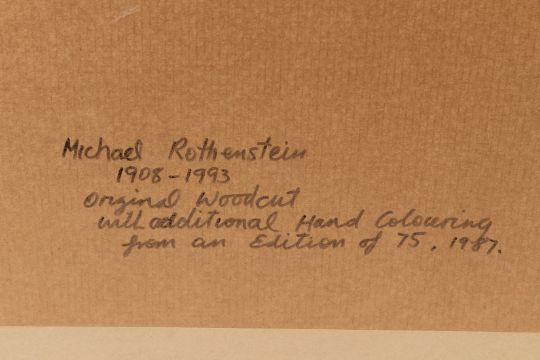 Michael Rothenstein
1908-1993
Original Woodcut
with additional Hand Colouring
from an Edition of 75, 1987.